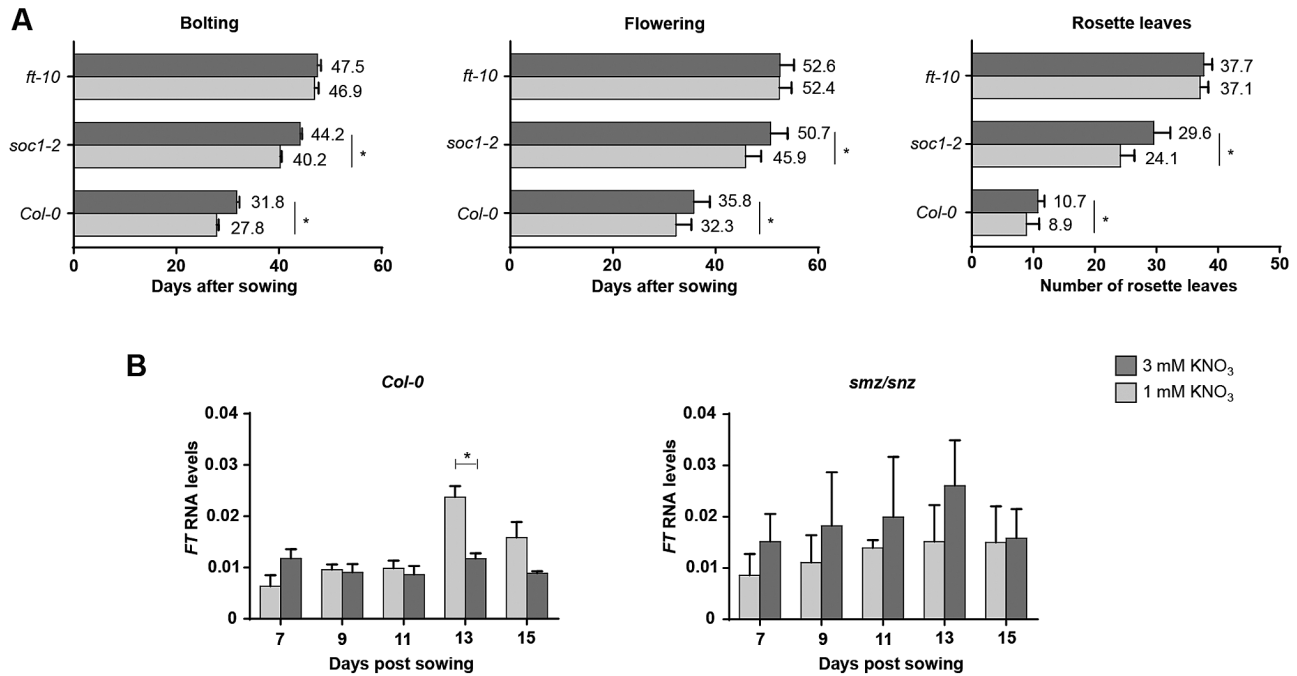 A
Bolting
ft-10
47.5
46.9
soc1-2
44.2
40.2
*
Col-0
31.8
27.8
*
0 20 40 60
Days after sowing
Flowering
ft-10
52.6
52.4
soc1-2
50.7
45.9
*
Col-0
35.8
32.3
*
0 20 40 60
Days after sowing
Rosette leaves
ft-10
37.7
37.1
soc1-2
29.6
24.1
*
Col-0
10.7
8.9
*
0 10 20 30 40 50
Number of rosette leaves
B
Col-0
FT RNA levels
0.04
0.03
0.02
0.01
0
*
7 9 11 13 15
Days post sowing
smz/snz
FT RNA levels
0.04
0.03
0.02
0.01
0
7 9 11 13 15
Days post sowing
3 mM KNO₃
1 mM KNO₃